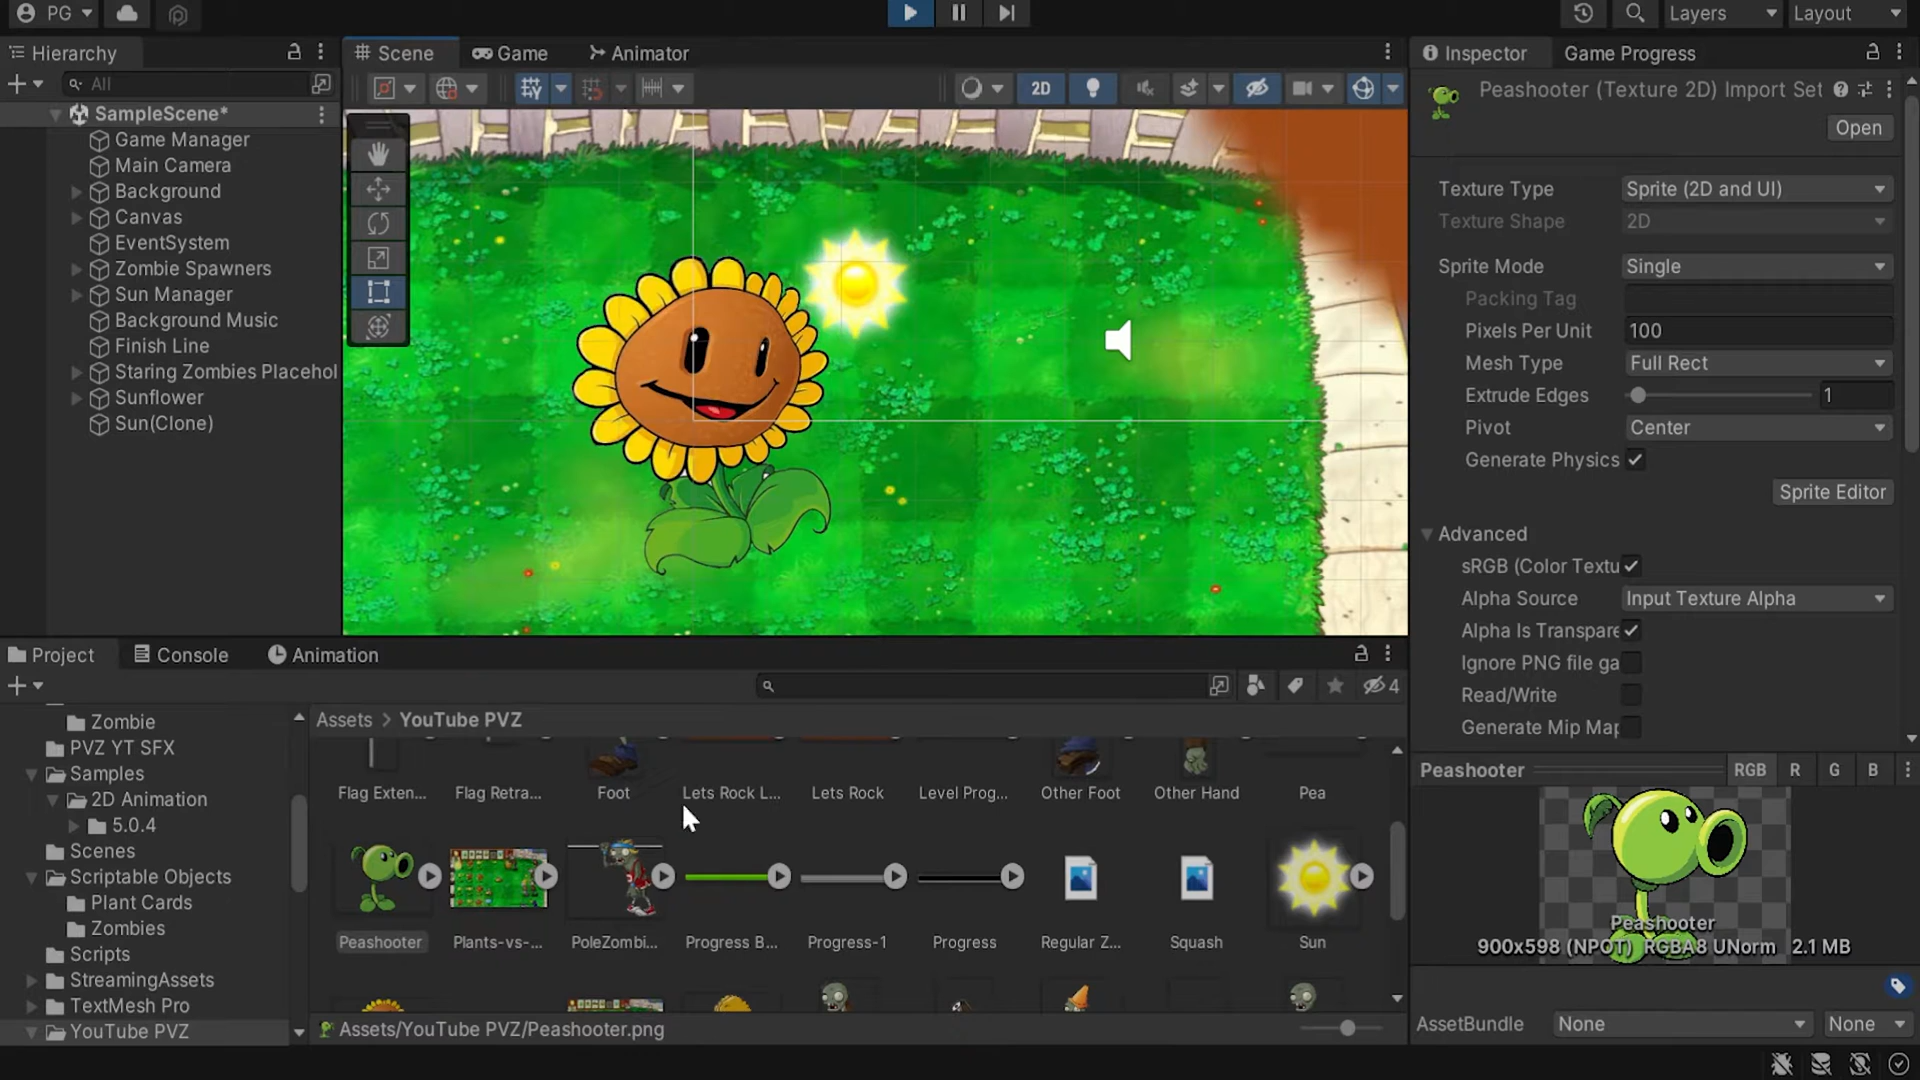 PG
Layers
Layout
Hierarchy
Scene
Game
Animator
Inspector
Game Progress
All
2D
SampleScene*
Game Manager
Main Camera
Background
Canvas
EventSystem
Zombie Spawners
Sun Manager
Background Music
Finish Line
Staring Zombies Placehol
Sunflower
Sun(Clone)
Peashooter (Texture 2D) Import Set
Open
Texture Type
Sprite (2D and UI)
Texture Shape
2D
Sprite Mode
Single
Packing Tag
Pixels Per Unit
100
Mesh Type
Full Rect
Extrude Edges
1
Pivot
Center
Generate Physics
Sprite Editor
Advanced
sRGB (Color Textu
Alpha Source
Input Texture Alpha
Alpha Is Transpare
Ignore PNG file ga
Read/Write
Generate Mip Map
Project
Console
Animation
4
Zombie
PVZ YT SFX
Samples
2D Animation
5.0.4
Scenes
Scriptable Objects
Plant Cards
Zombies
Scripts
StreamingAssets
TextMesh Pro
YouTube PVZ
Assets > YouTube PVZ
Flag Exten...
Flag Retra...
Foot
Lets Rock L...
Lets Rock
Level Prog...
Other Foot
Other Hand
Pea
Peashooter
Plants-vs-...
PoleZombi...
Progress B...
Progress-1
Progress
Regular Z...
Squash
Sun
Assets/YouTube PVZ/Peashooter.png
Peashooter
RGB
R
G
B
Peashooter
900x598 (NPOT) RGBA8 UNorm 2.1 MB
AssetBundle
None
None